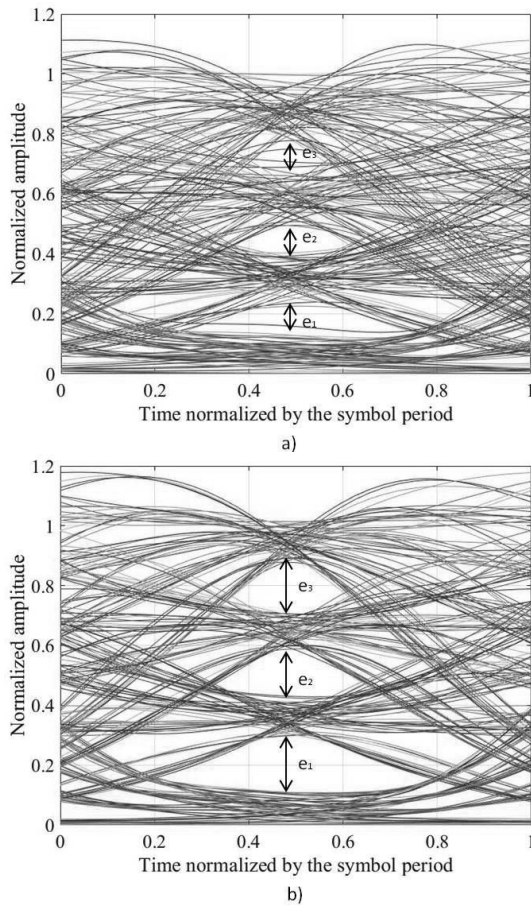 1.2
1
0.8
0.6
0.4
0.2
0
Normalized amplitude
e₃
e₂
e₁
0 0.2 0.4 0.6 0.8 1
Time normalized by the symbol period
a)
1.2
1
0.8
0.6
0.4
0.2
0
Normalized amplitude
e₃
e₂
e₁
0 0.2 0.4 0.6 0.8 1
Time normalized by the symbol period
b)